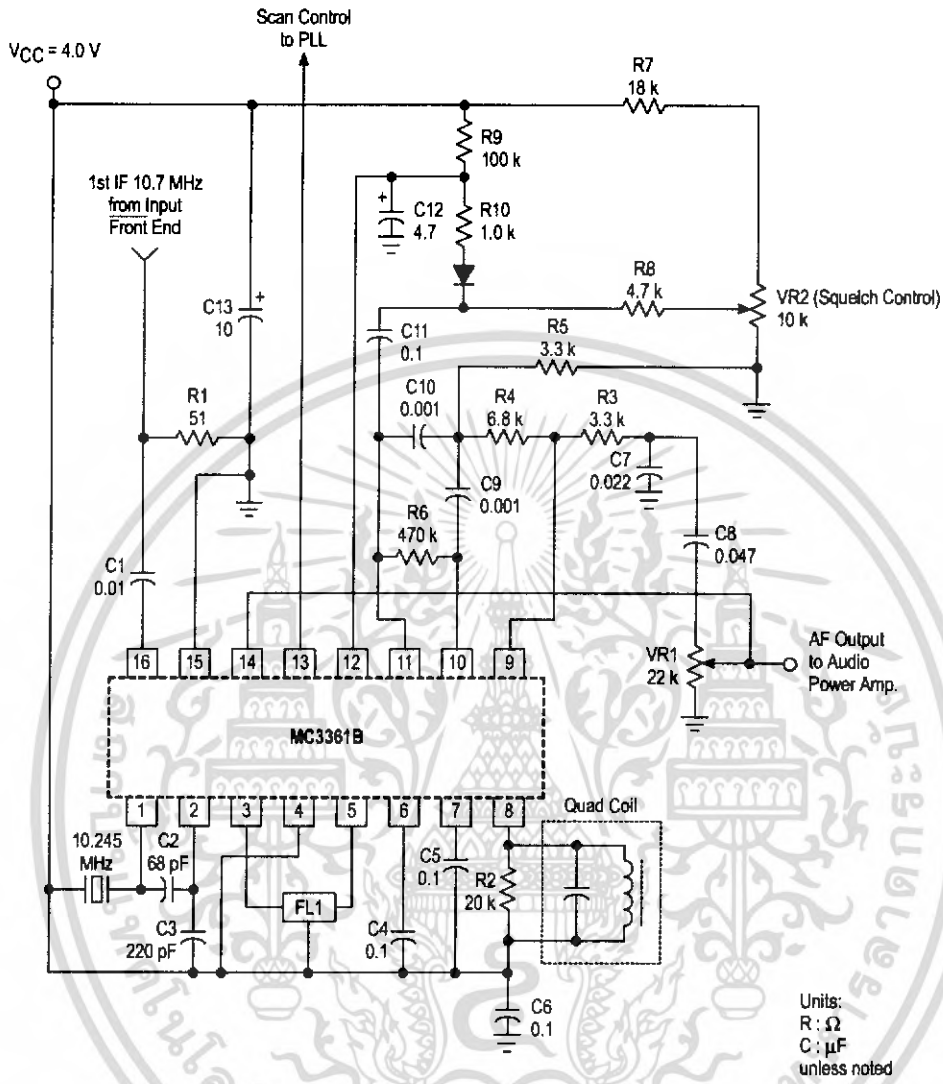 Scan Control
to PLL
VCC = 4.0 V
R7
18 k
R9
100 k
1st IF 10.7 MHz
from Input
Front End
+
C12
4.7
R10
1.0 k
C13
10
+
R8
4.7 k
VR2 (Squelch Control)
10 k
C11
0.1
R5
3.3 k
R1
51
C10
0.001
R4
6.8 k
R3
3.3 k
C7
0.022
C9
0.001
R6
470 k
C8
0.047
C1
0.01
VR1
22 k
AF Output
to Audio
Power Amp.
16 15 14 13 12 11 10 9
MC3361B
1 2 3 4 5 6 7 8
Quad Coil
10.245
MHz
C2
68 pF
C3
220 pF
FL1
C4
0.1
C5
0.1
R2
20 k
C6
0.1
Units:
R : Ω
C : µF
unless noted